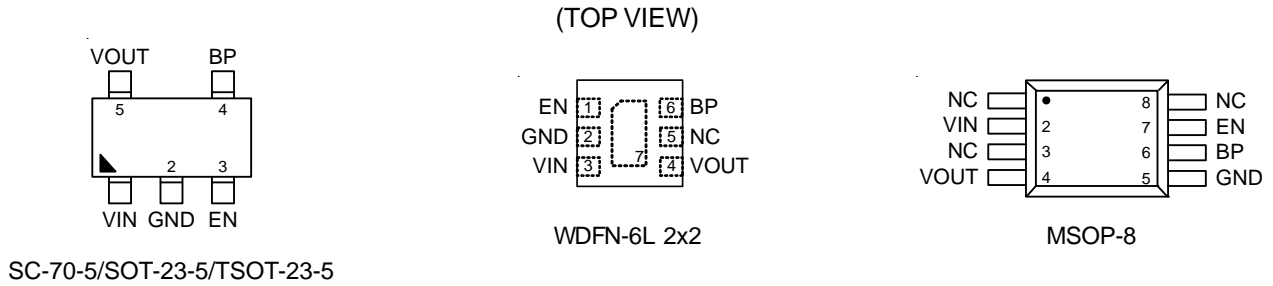 (TOP VIEW)
VOUT BP
5 4
2 3
VIN GND EN
SC-70-5/SOT-23-5/TSOT-23-5
EN 1 6 BP
GND 2 5 NC
VIN 3 7 4 VOUT
WDFN-6L 2x2
NC 8 NC
VIN 2 7 EN
NC 3 6 BP
VOUT 4 5 GND
MSOP-8